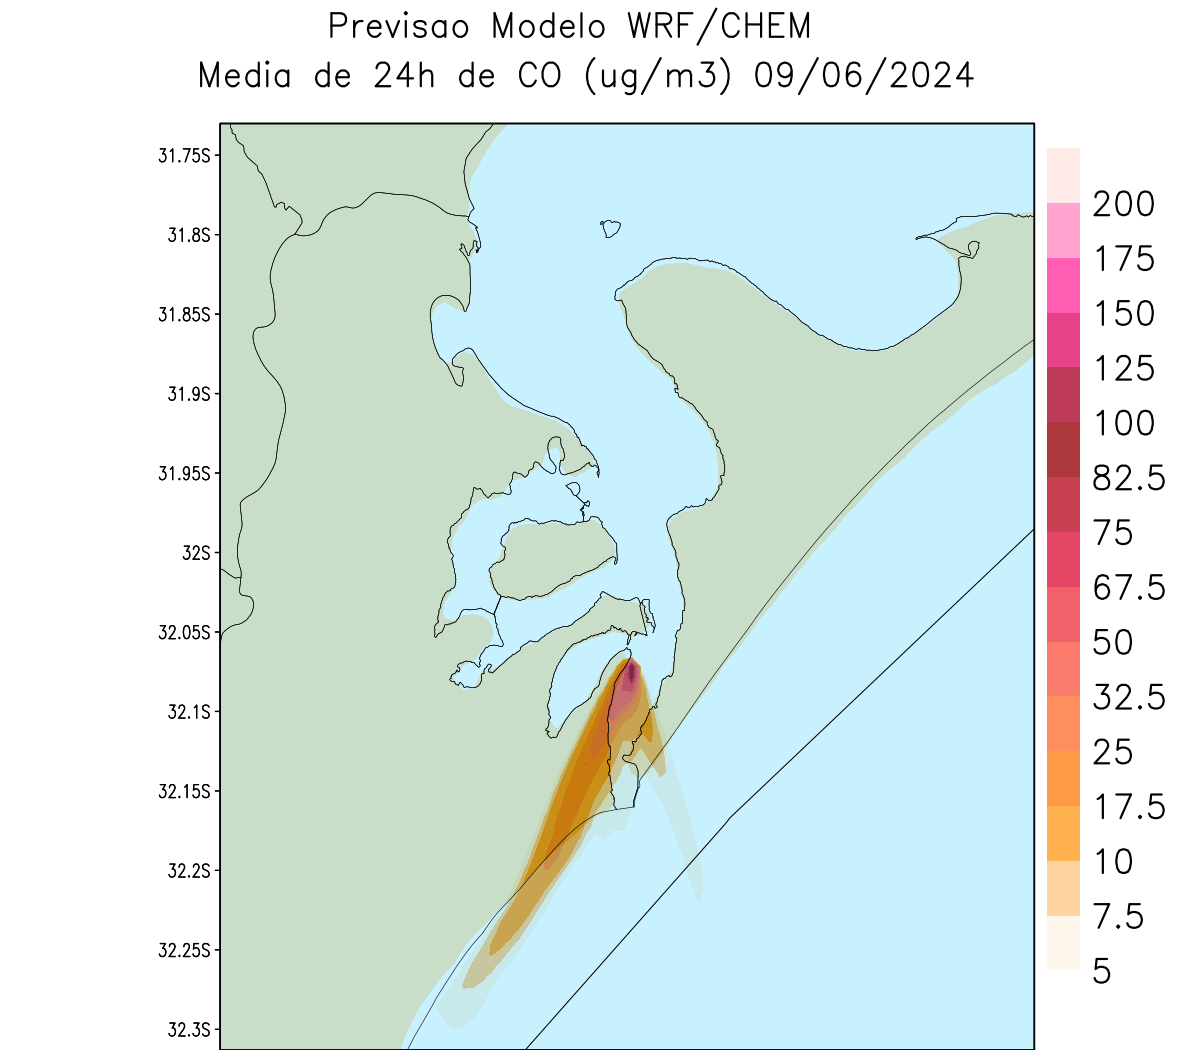 Previsao Modelo WRF/CHEM
Media de 24h de CO (ug/m3) 09/06/2024
31.75S
31.8S
31.85S
31.9S
31.95S
32S
32.05S
32.1S
32.15S
32.2S
32.25S
32.3S
200
175
150
125
100
82.5
75
67.5
50
32.5
25
17.5
10
7.5
5